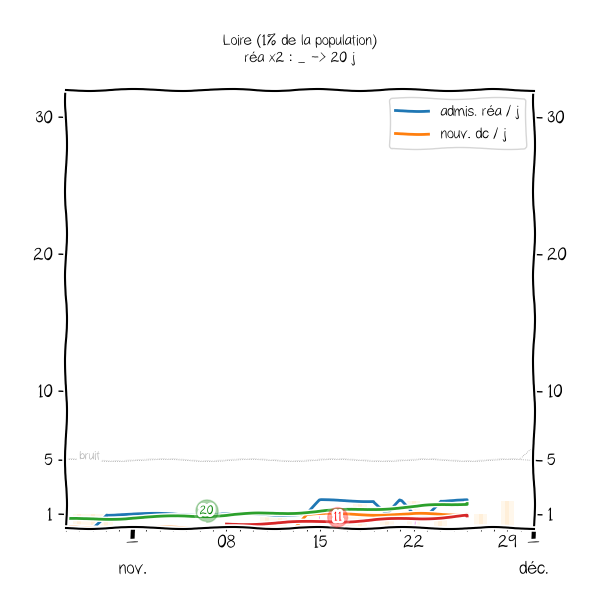 Loire (1% de la population)
réa x2 : _ -> 20 j
admis. réa / j
nouv. dc / j
30
30
20
20
10
10
5
bruit
5
1
20
11
1
08
15
22
29
nov.
déc.